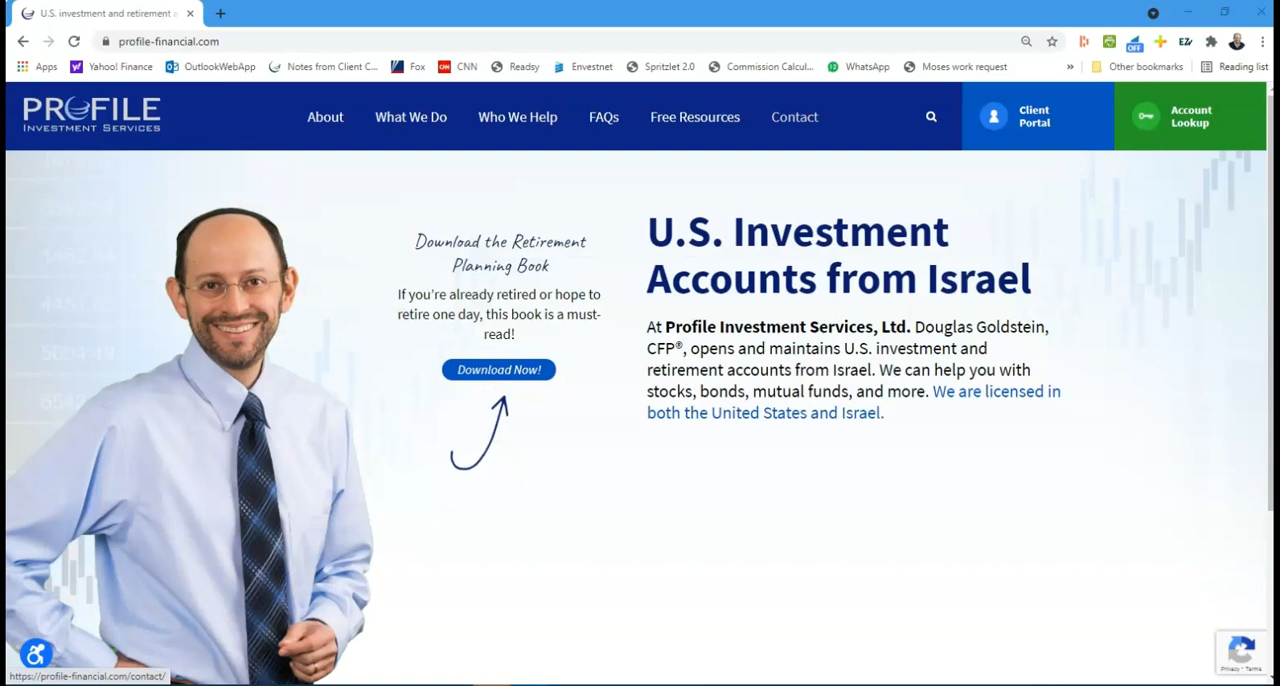 U.S. investment and retirement a
profile-financial.com
OFF
EZ/
Apps
Yahoo! Finance
OutlookWebApp
Notes from Client C...
Fox
CNN
Readsy
Envestnet
Spritzlet 2.0
Commission Calcul...
WhatsApp
Moses work request
»
Other bookmarks
Reading list
PROFILE
INVESTMENT SERVICES
About
What We Do
Who We Help
FAQs
Free Resources
Contact
Client
Portal
Account
Lookup
Download the Retirement
Planning Book
If you're already retired or hope to
retire one day, this book is a must-
read!
Download Now!
U.S. Investment
Accounts from Israel
At Profile Investment Services, Ltd. Douglas Goldstein,
CFP®, opens and maintains U.S. investment and
retirement accounts from Israel. We can help you with
stocks, bonds, mutual funds, and more. We are licensed in
both the United States and Israel.
https://profile-financial.com/contact/
Privacy - Terms